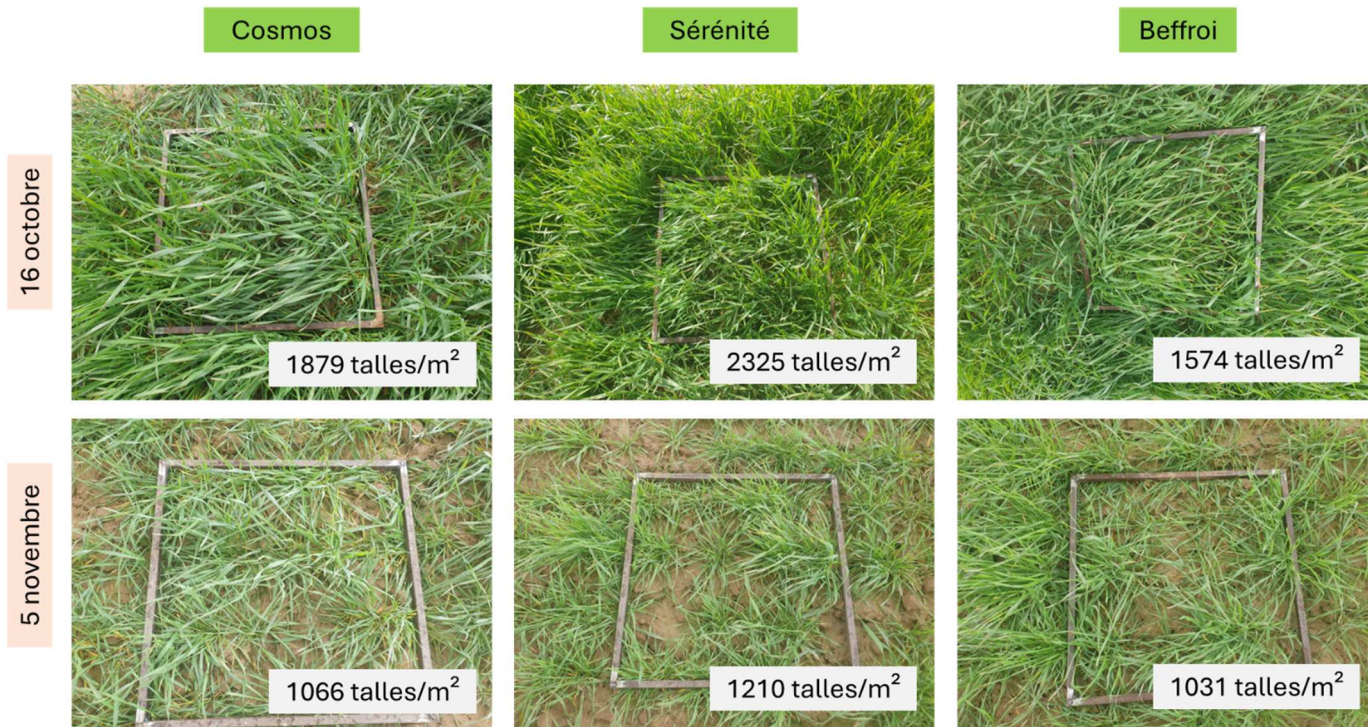 Cosmos
Sérénité
Beffroi
16 octobre
1879 talles/m²
2325 talles/m²
1574 talles/m²
5 novembre
1066 talles/m²
1210 talles/m²
1031 talles/m²